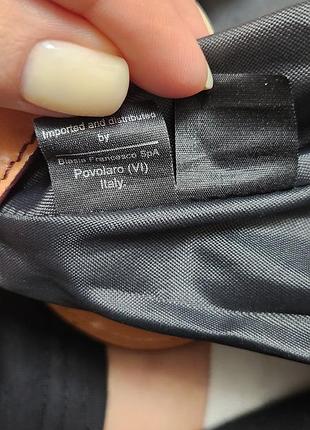 Imported and distributed
by
Biasia Francesco SpA
Povolaro (VI)
Italy.